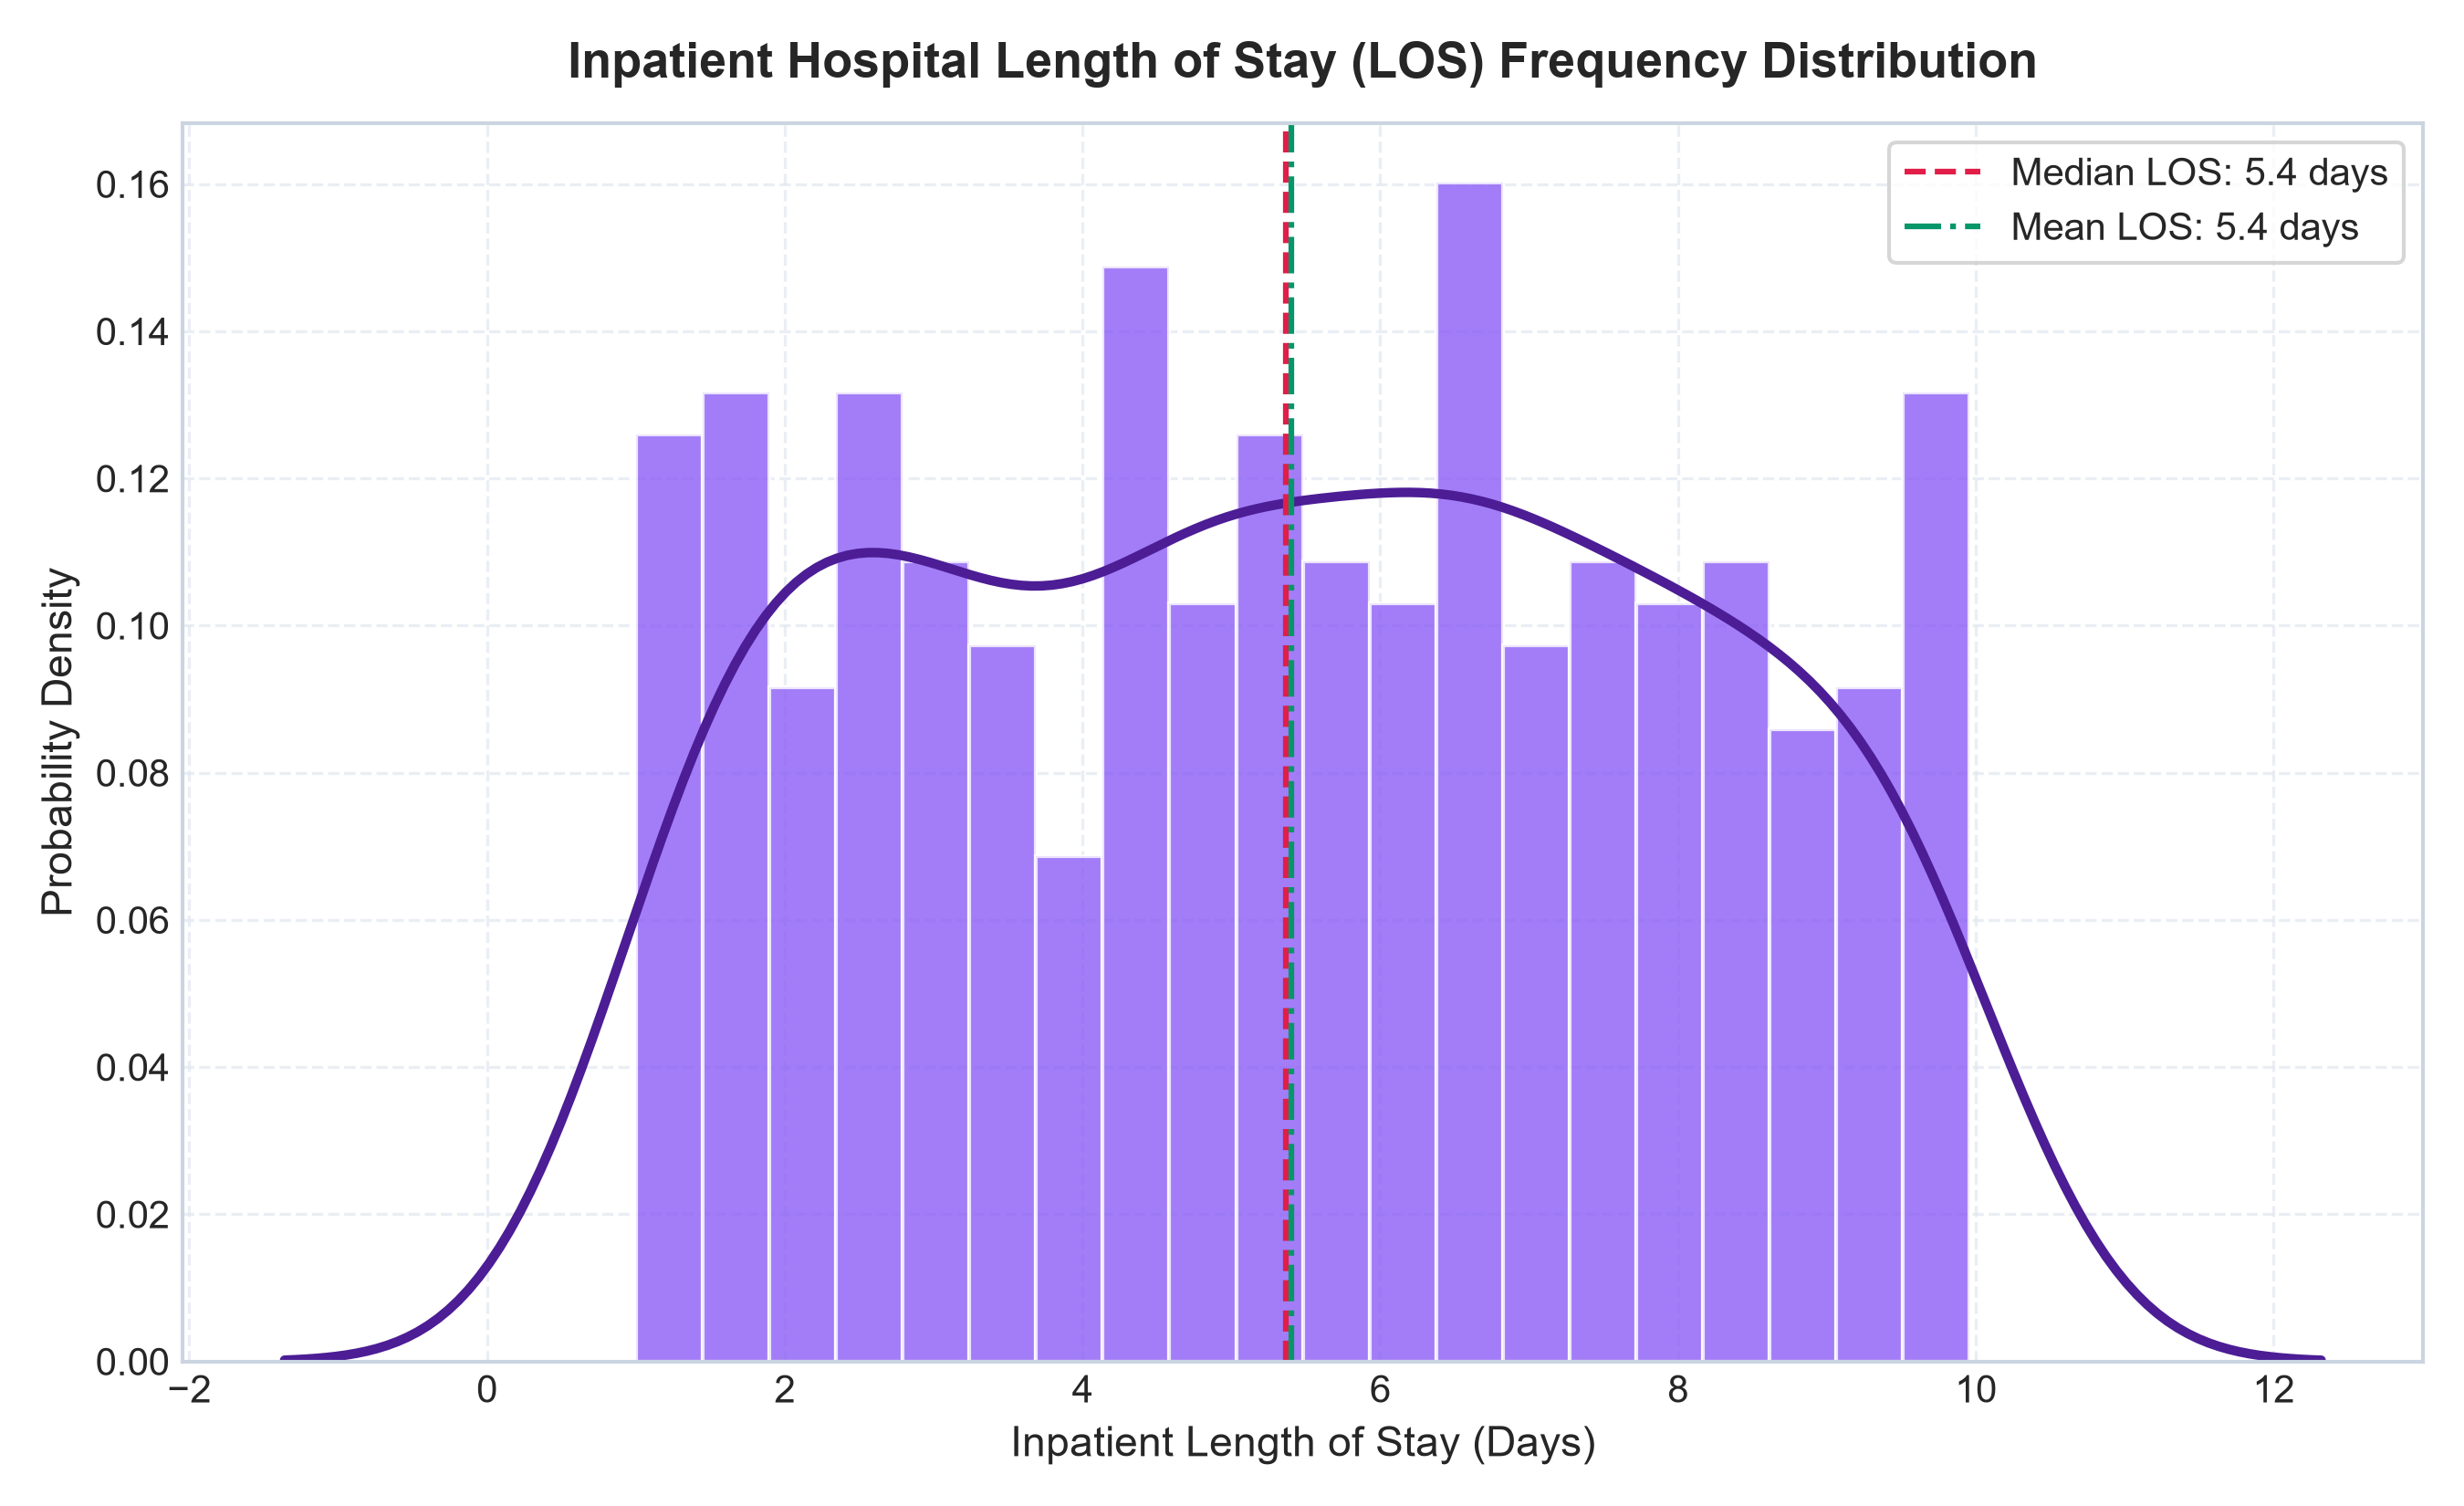 Inpatient Hospital Length of Stay (LOS) Frequency Distribution
Median LOS: 5.4 days
Mean LOS: 5.4 days
Probability Density
0.16
0.14
0.12
0.10
0.08
0.06
0.04
0.02
0.00
−2 0 2 4 6 8 10 12
Inpatient Length of Stay (Days)